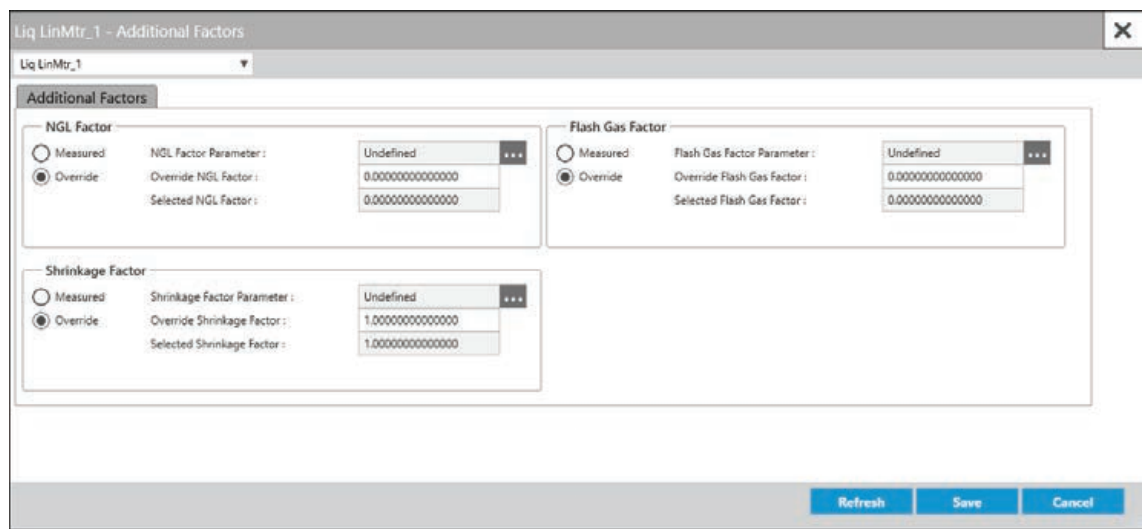 Liq LinMtr_1 - Additional Factors
Liq LinMtr_1
Additional Factors
NGL Factor
Measured NGL Factor Parameter : Undefined ...
Override Override NGL Factor : 0.00000000000000
Selected NGL Factor : 0.00000000000000
Flash Gas Factor
Measured Flash Gas Factor Parameter : Undefined ...
Override Override Flash Gas Factor : 0.00000000000000
Selected Flash Gas Factor : 0.00000000000000
Shrinkage Factor
Measured Shrinkage Factor Parameter : Undefined ...
Override Override Shrinkage Factor : 1.00000000000000
Selected Shrinkage Factor : 1.00000000000000
Refresh Save Cancel